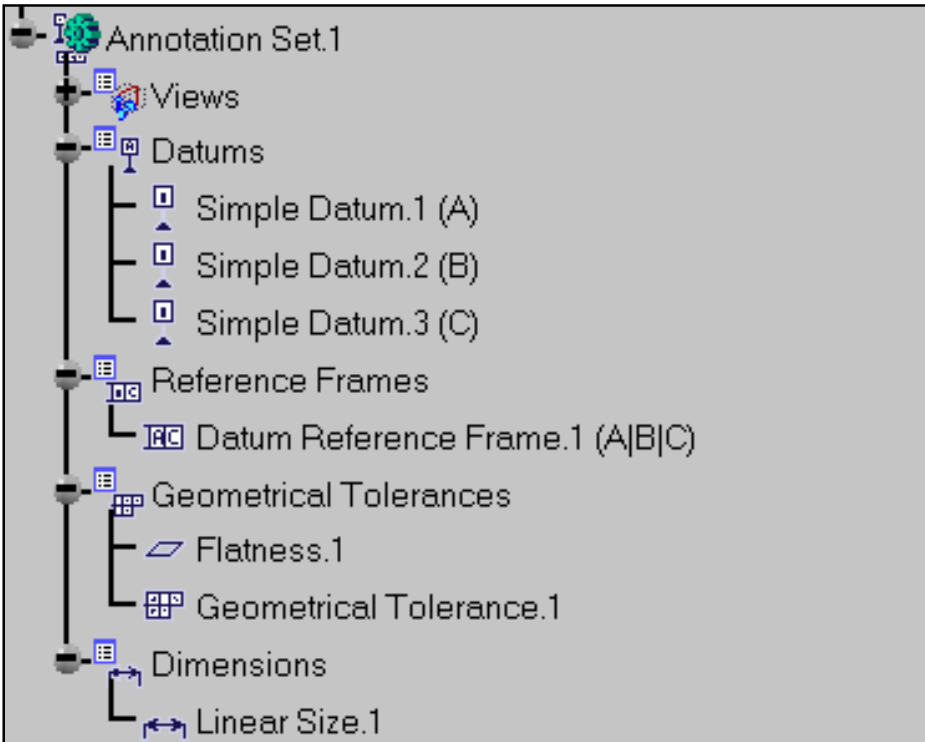 Annotation Set.1
Views
Datums
Simple Datum.1 (A)
Simple Datum.2 (B)
Simple Datum.3 (C)
Reference Frames
Datum Reference Frame.1 (A|B|C)
Geometrical Tolerances
Flatness.1
Geometrical Tolerance.1
Dimensions
Linear Size.1